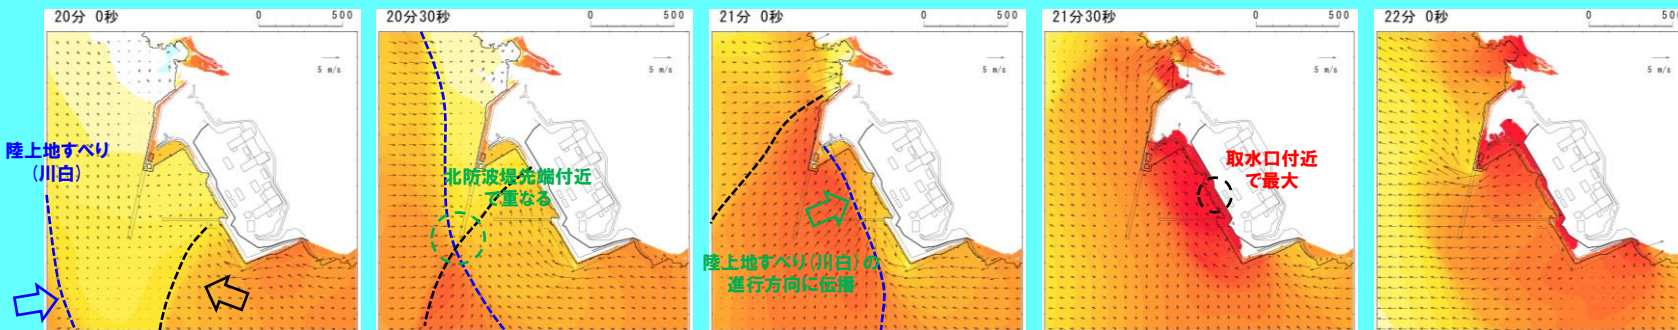 20分 0秒
0 500
5 m/s
陸上地すべり
(川白)
20分30秒
0 500
5 m/s
北防波堤先端付近
で重なる
21分 0秒
0 500
5 m/s
陸上地すべり(川白)の
進行方向に伝播
21分30秒
0 500
5 m/s
取水口付近
で最大
22分 0秒
0 500
5 m/s